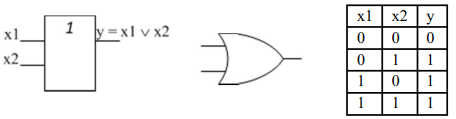 1
x1
y = x1 ∨ x2
x2
x1 x2 y
0 0 0
0 1 1
1 0 1
1 1 1